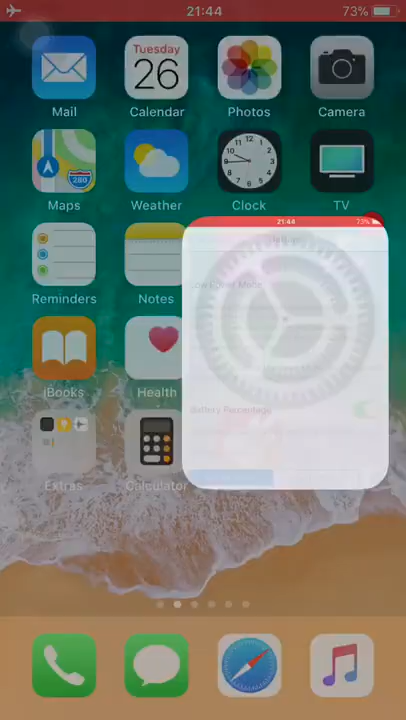 21:44
73%
Tuesday
26
280
Mail
Calendar
Photos
Camera
Maps
Weather
Clock
TV
21:44
73%
Low Power Mode
Battery Percentage
Reminders
Notes
iBooks
Health
Extras
Calculator